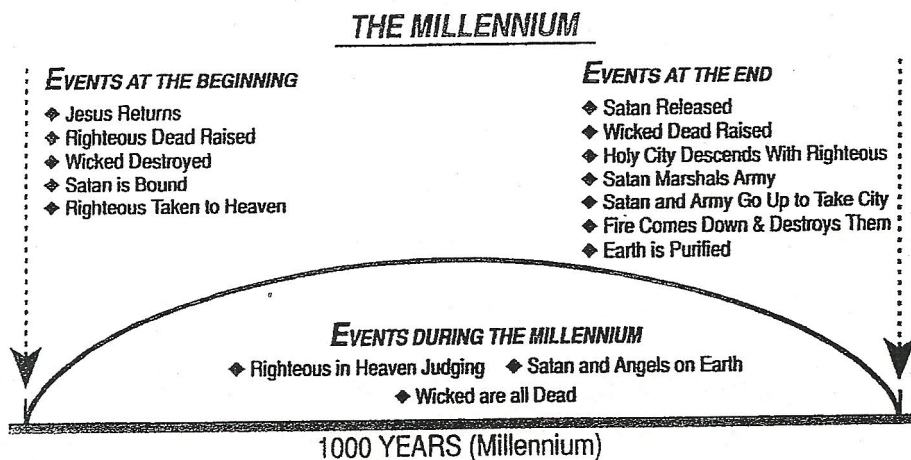 THE MILLENNIUM
EVENTS AT THE BEGINNING
◆ Jesus Returns
◆ Righteous Dead Raised
◆ Wicked Destroyed
◆ Satan is Bound
◆ Righteous Taken to Heaven
EVENTS AT THE END
◆ Satan Released
◆ Wicked Dead Raised
◆ Holy City Descends With Righteous
◆ Satan Marshals Army
◆ Satan and Army Go Up to Take City
◆ Fire Comes Down & Destroys Them
◆ Earth is Purified
EVENTS DURING THE MILLENNIUM
◆ Righteous in Heaven Judging ◆ Satan and Angels on Earth
◆ Wicked are all Dead
1000 YEARS (Millennium)